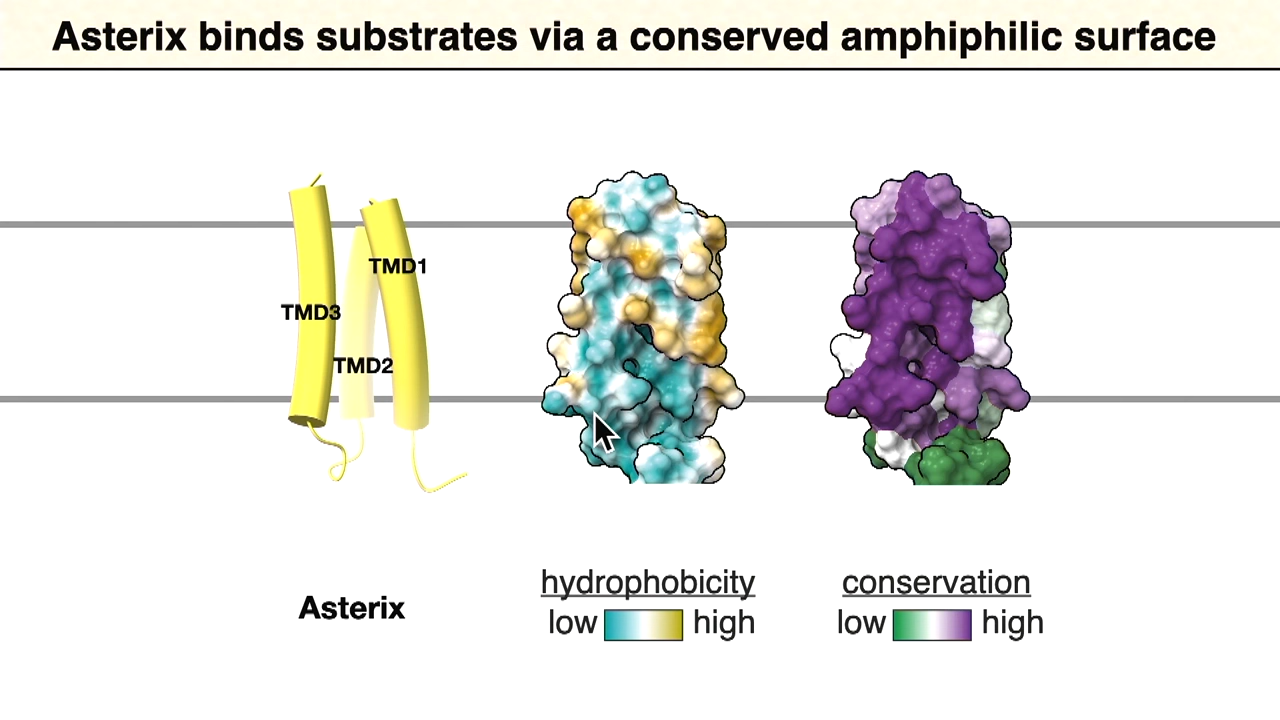 Asterix binds substrates via a conserved amphiphilic surface
TMD1
TMD3
TMD2
Asterix
hydrophobicity
low high
conservation
low high